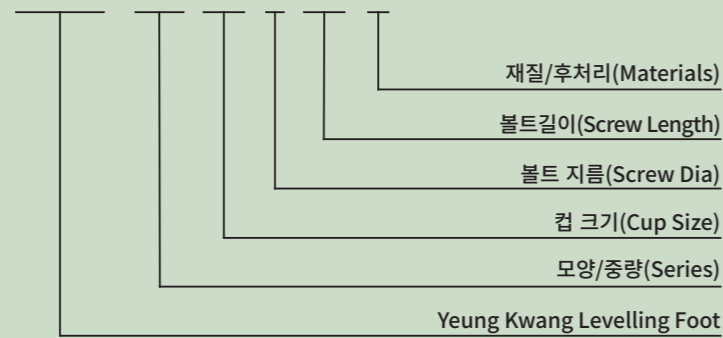 재질/후처리(Materials)
볼트길이(Screw Length)
볼트 지름(Screw Dia)
컵 크기(Cup Size)
모양/중량(Series)
Yeung Kwang Levelling Foot